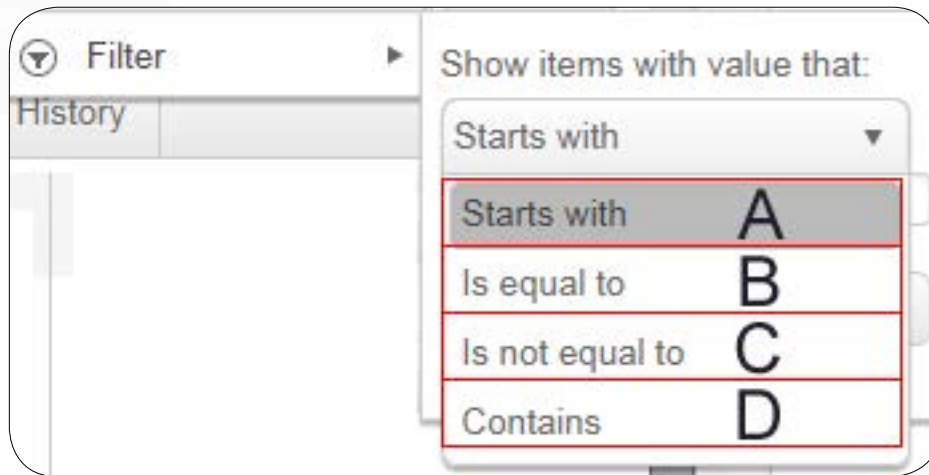 Filter
Show items with value that:
History
Starts with
Starts with A
Is equal to B
Is not equal to C
Contains D